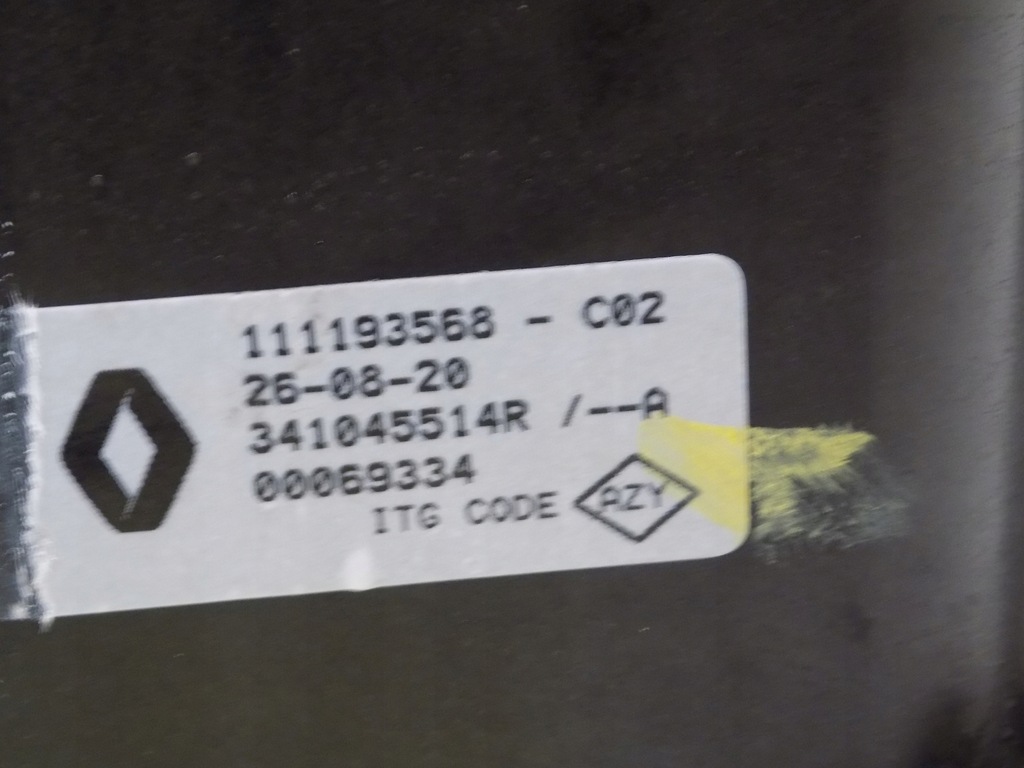 111193568 - C02
26-08-20
341045514R /--A
00069334
ITG CODE AZY